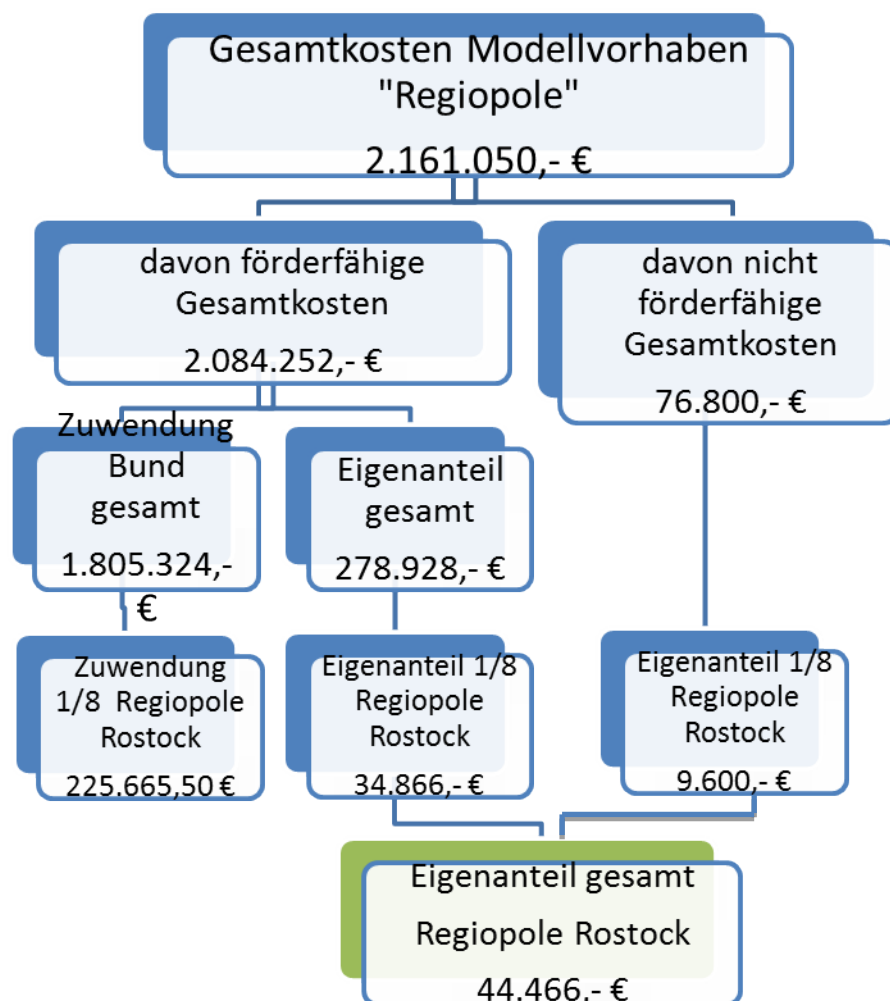 Gesamtkosten Modellvorhaben
"Regiopole"
2.161.050,- €
davon förderfähige
Gesamtkosten
2.084.252,- €
davon nicht
förderfähige
Gesamtkosten
76.800,- €
Zuwendung
Bund
gesamt
1.805.324,-
€
Eigenanteil
gesamt
278.928,- €
Zuwendung
1/8 Regiopole
Rostock
225.665,50 €
Eigenanteil 1/8
Regiopole
Rostock
34.866,- €
Eigenanteil 1/8
Regiopole
Rostock
9.600,- €
Eigenanteil gesamt
Regiopole Rostock
44.466,- €